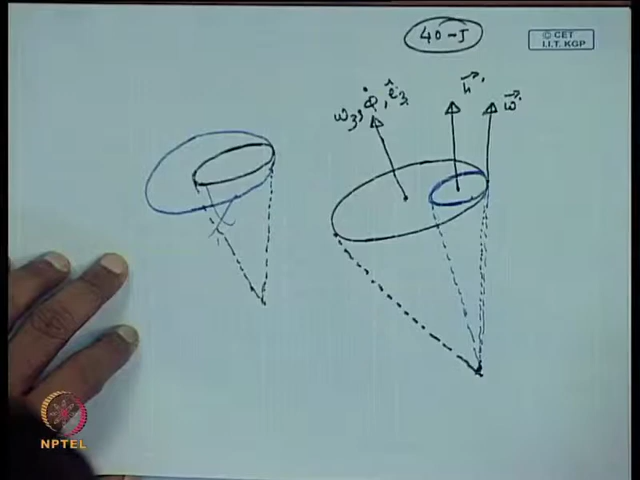 40-J
© CET
I.I.T. KGP
ω₃, φ̇, ê₃
h⃗
ω⃗
NPTEL